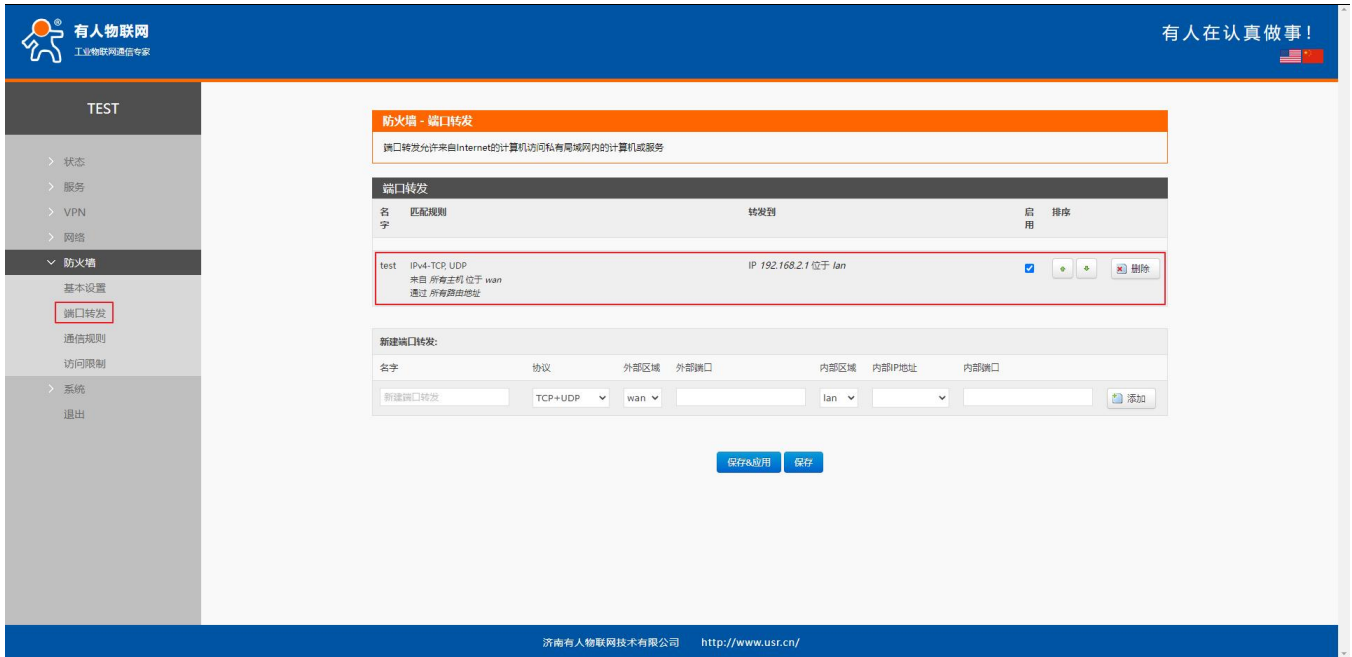 有人物联网
工业物联网通信专家
有人在认真做事!
TEST
状态
服务
VPN
网络
防火墙
基本设置
端口转发
通信规则
访问限制
系统
退出
防火墙 - 端口转发
端口转发允许来自Internet的计算机访问私有局域网内的计算机或服务
端口转发
名字 匹配规则 转发到 启用 排序
test IPv4-TCP, UDP IP 192.168.2.1 位于 lan 删除
来自 所有主机 位于 wan
通过 所有路由地址
新建端口转发:
名字 协议 外部区域 外部端口 内部区域 内部IP地址 内部端口
新建端口转发 TCP+UDP wan lan 添加
保存&应用 保存
济南有人物联网技术有限公司 http://www.usr.cn/